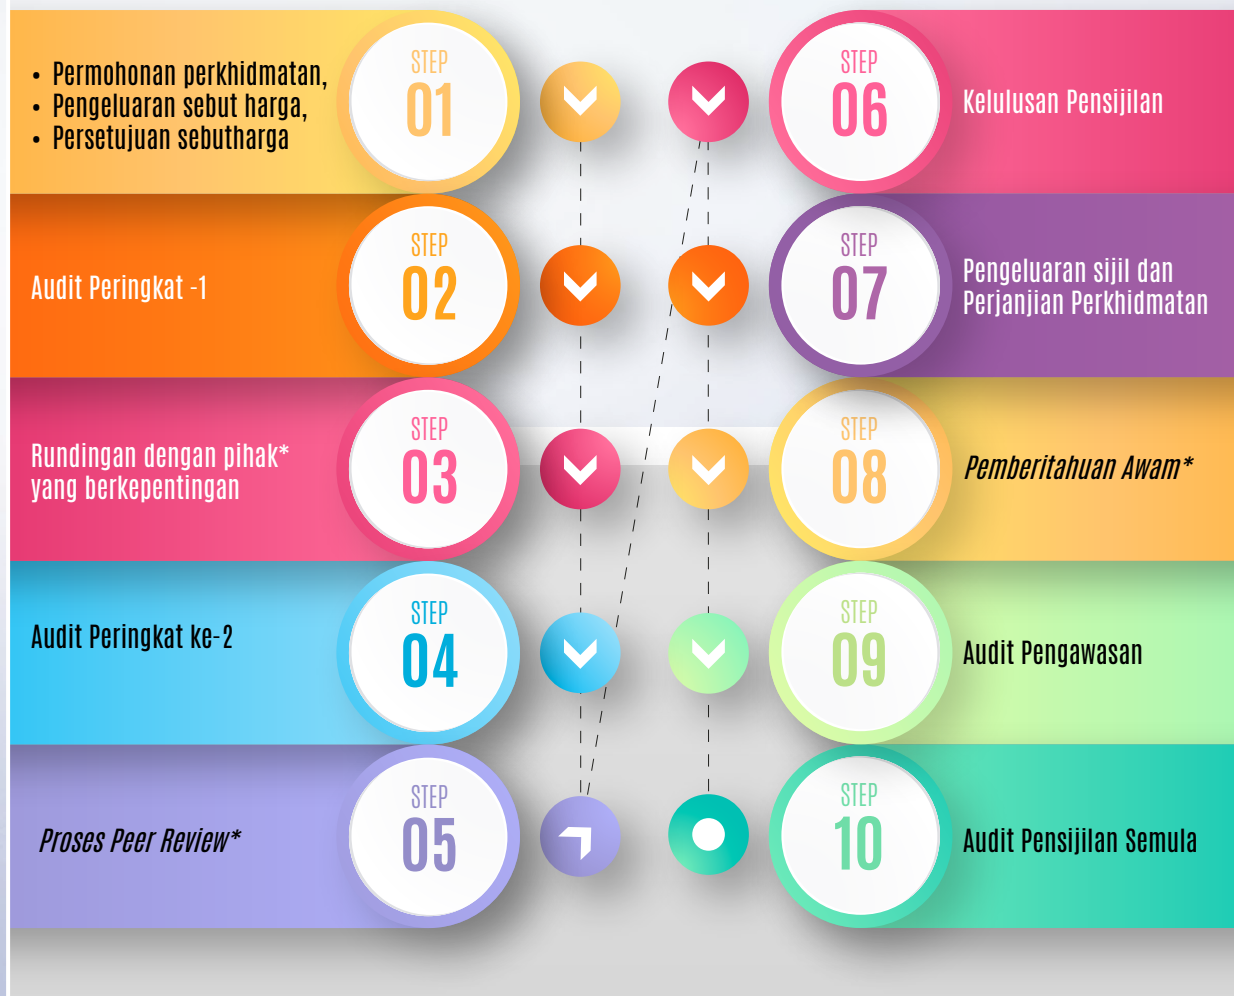 • Permohonan perkhidmatan,
• Pengeluaran sebut harga,
• Persetujuan sebutharga
STEP
01
Audit Peringkat -1
STEP
02
Rundingan dengan pihak*
yang berkepentingan
STEP
03
Audit Peringkat ke-2
STEP
04
Proses Peer Review*
STEP
05
STEP
06
Kelulusan Pensijilan
STEP
07
Pengeluaran sijil dan
Perjanjian Perkhidmatan
STEP
08
Pemberitahuan Awam*
STEP
09
Audit Pengawasan
STEP
10
Audit Pensijilan Semula